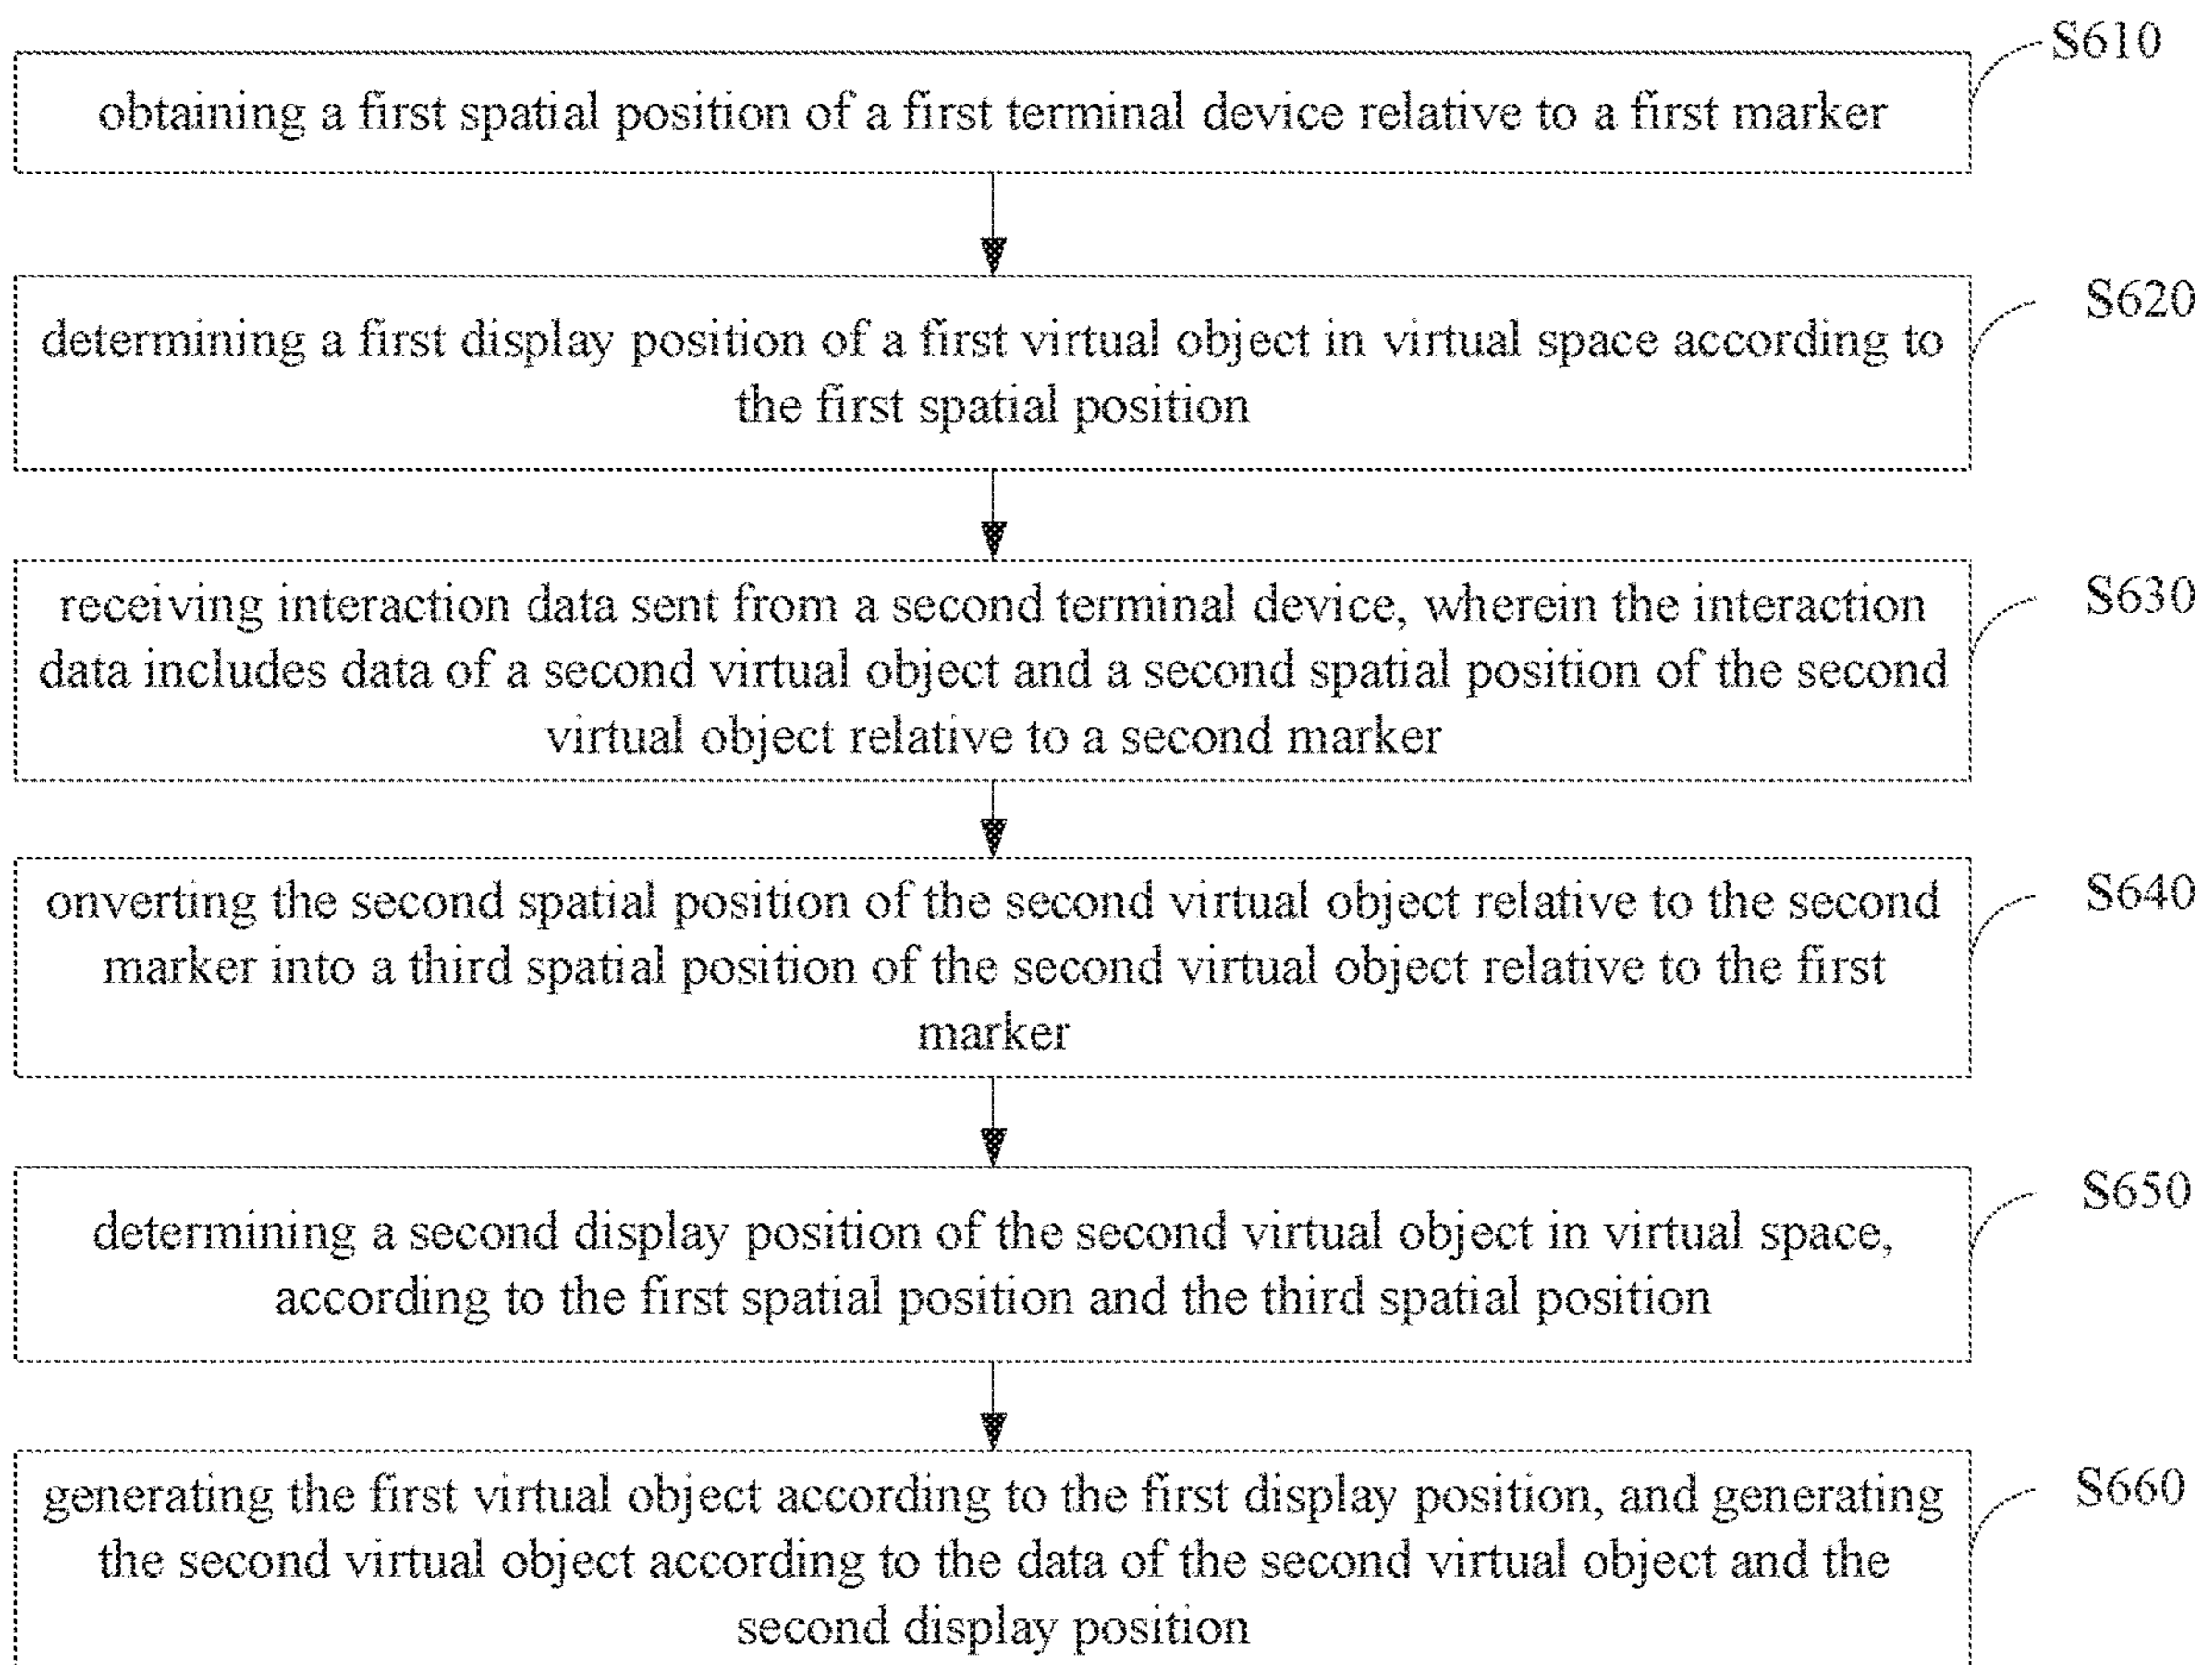 S610
obtaining a first spatial position of a first terminal device relative to a first marker
S620
determining a first display position of a first virtual object in virtual space according to
the first spatial position
S630
receiving interaction data sent from a second terminal device, wherein the interaction
data includes data of a second virtual object and a second spatial position of the second
virtual object relative to a second marker
S640
onverting the second spatial position of the second virtual object relative to the second
marker into a third spatial position of the second virtual object relative to the first
marker
S650
determining a second display position of the second virtual object in virtual space,
according to the first spatial position and the third spatial position
S660
generating the first virtual object according to the first display position, and generating
the second virtual object according to the data of the second virtual object and the
second display position